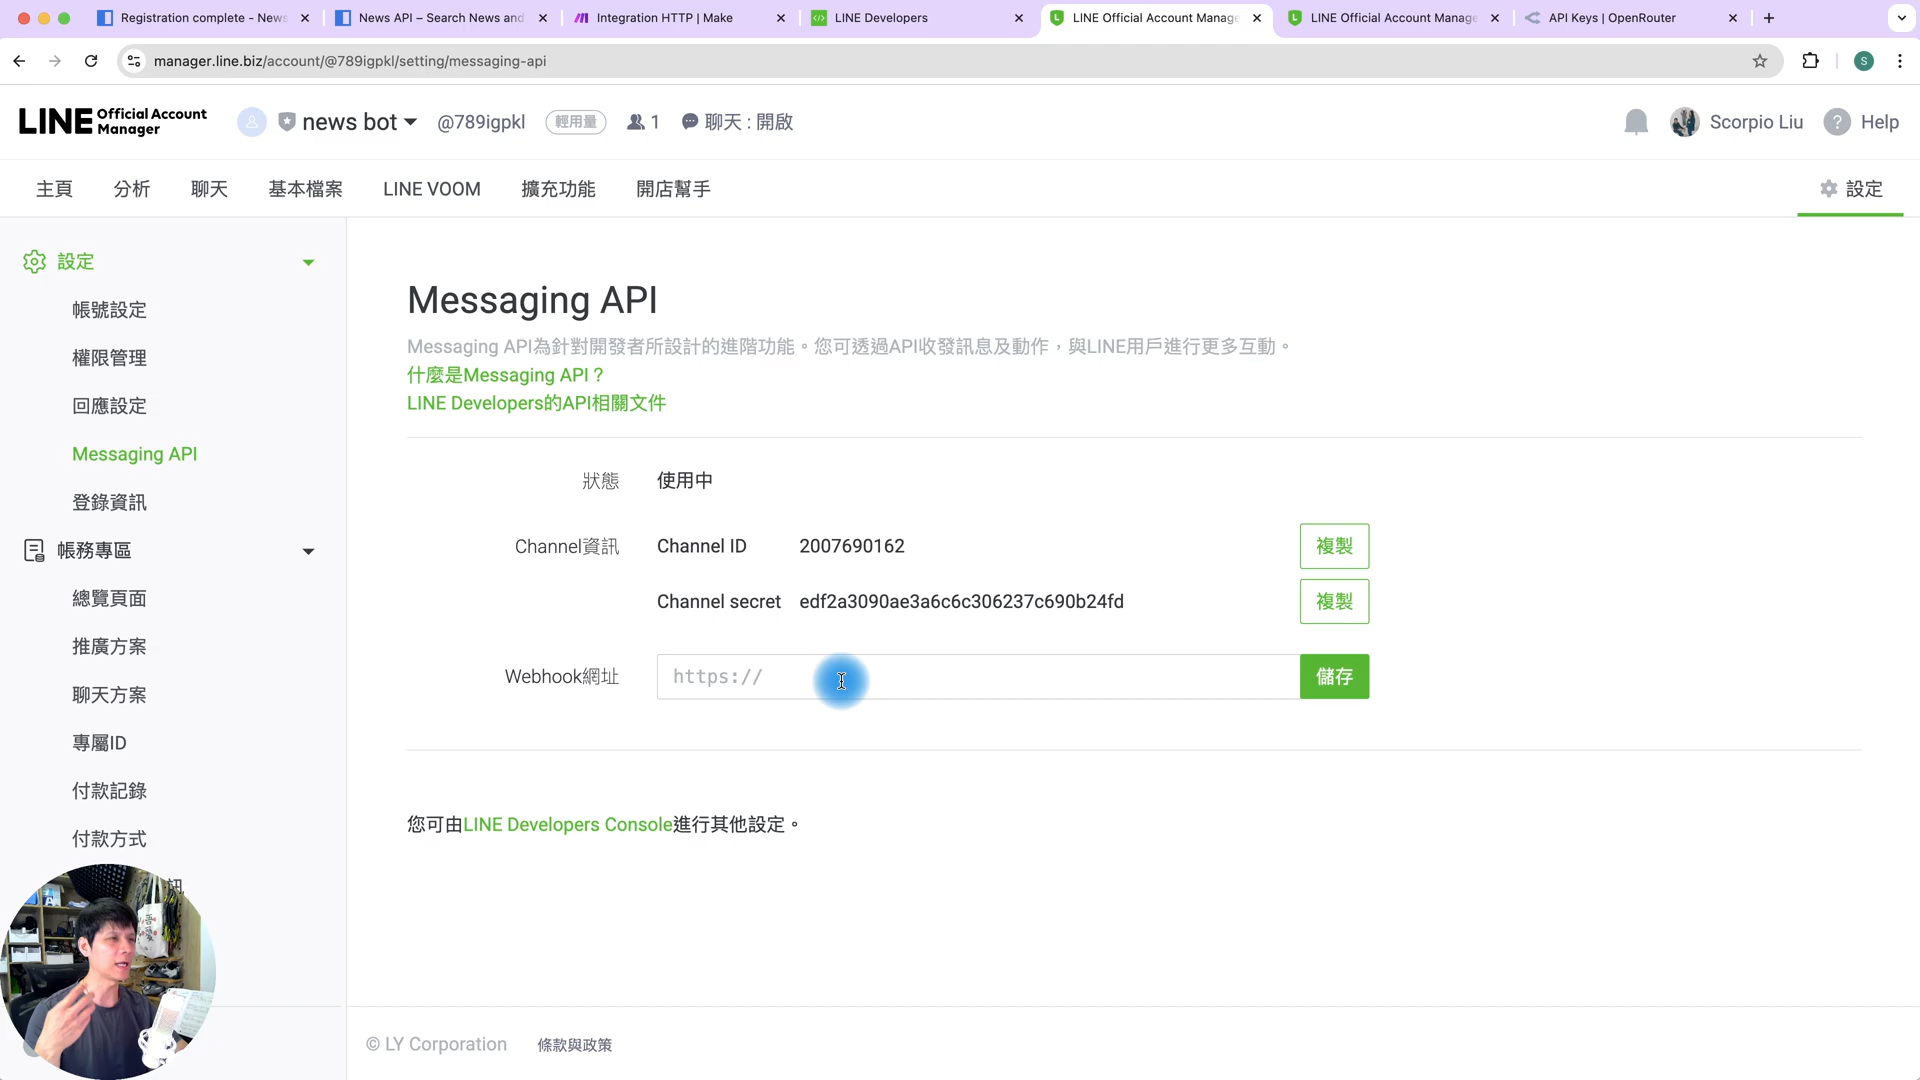 Registration complete - News
News API – Search News and
Integration HTTP | Make
LINE Developers
LINE Official Account Manage
LINE Official Account Manage
API Keys | OpenRouter
manager.line.biz/account/@789igpkl/setting/messaging-api
S
LINE Official Account Manager
news bot
@789igpkl
輕用量
1
聊天 : 開啟
Scorpio Liu
? Help
主頁
分析
聊天
基本檔案
LINE VOOM
擴充功能
開店幫手
設定
設定
帳號設定
權限管理
回應設定
Messaging API
登錄資訊
帳務專區
總覽頁面
推廣方案
聊天方案
專屬ID
付款記錄
付款方式
訊
Messaging API
Messaging API為針對開發者所設計的進階功能。您可透過API收發訊息及動作，與LINE用戶進行更多互動。
什麼是Messaging API？
LINE Developers的API相關文件
狀態 使用中
Channel資訊 Channel ID 2007690162 複製
Channel secret edf2a3090ae3a6c6c306237c690b24fd 複製
Webhook網址 https:// 儲存
您可由LINE Developers Console進行其他設定。
© LY Corporation 條款與政策